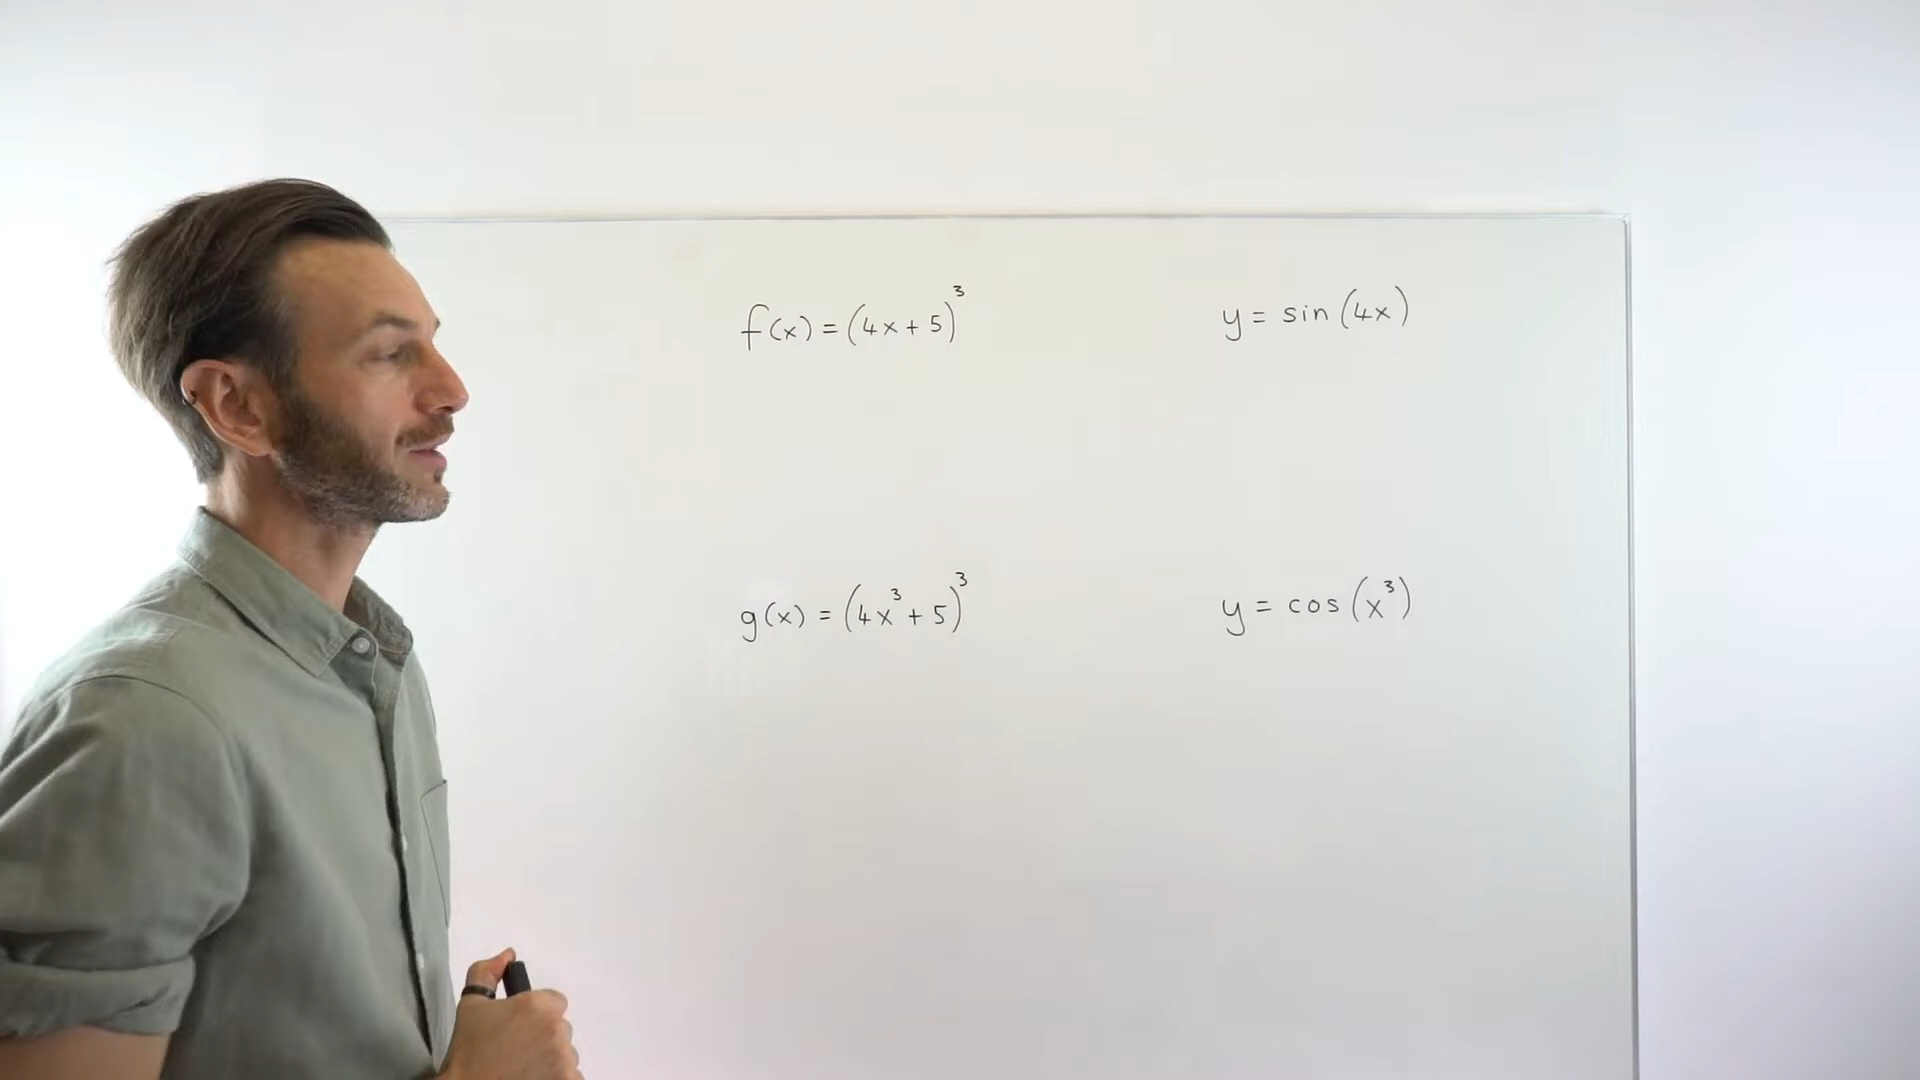 f(x) = (4x + 5)³
y = sin (4x)
g(x) = (4x³ + 5)³
y = cos (x³)